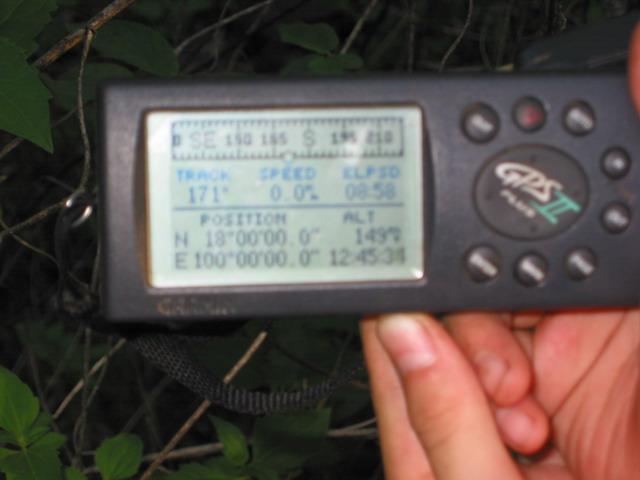 SE 150 165 S 195 210
TRACK SPEED ELPSD
171° 0.0 08:58
POSITION ALT
N 18°00'00.0" 149
E 100°00'00.0" 12:45:38
GPS II
PLUS
GARMIN